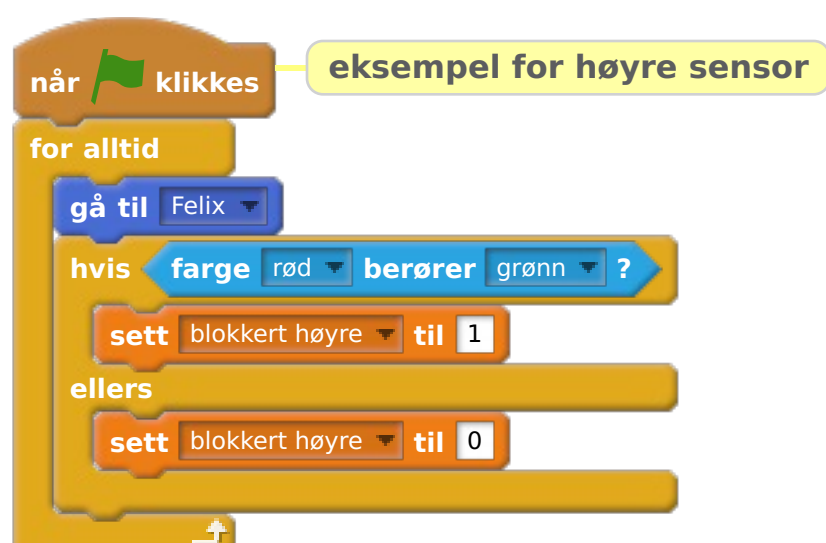 når klikkes
eksempel for høyre sensor
for alltid
gå til Felix
hvis farge rød berører grønn ?
sett blokkert høyre til 1
ellers
sett blokkert høyre til 0